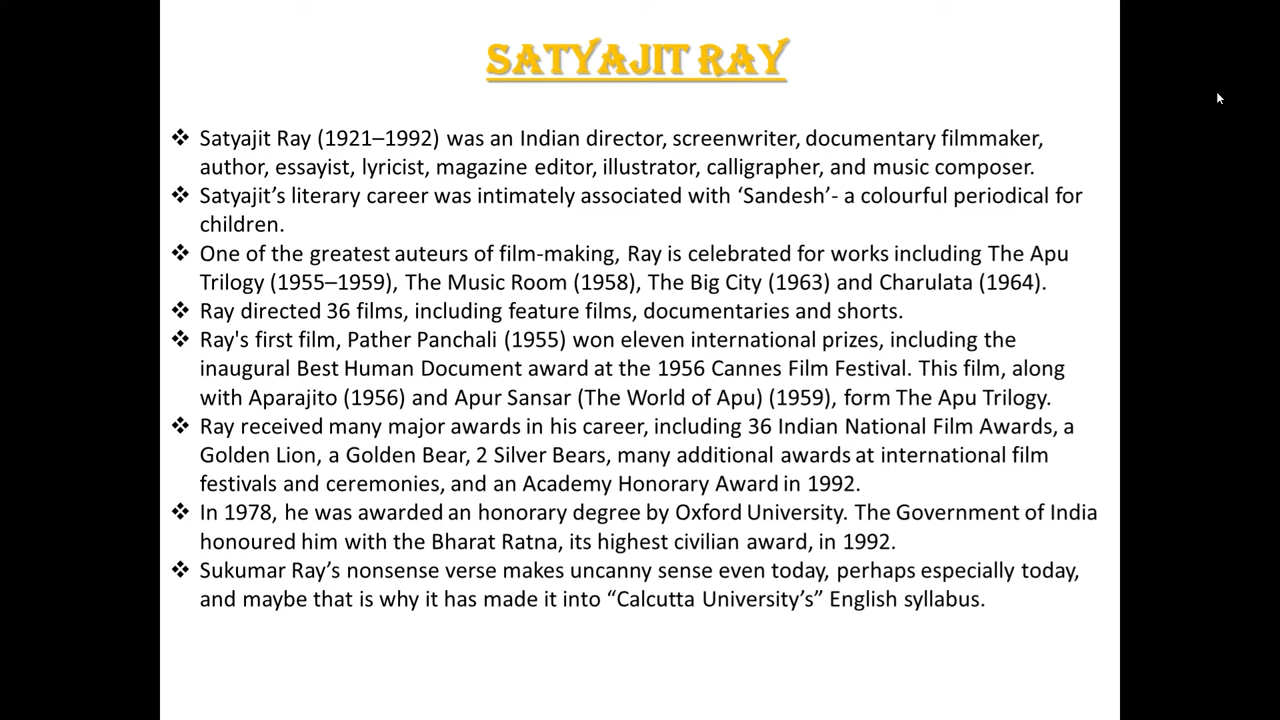 SATYAJIT RAY
❖ Satyajit Ray (1921–1992) was an Indian director, screenwriter, documentary filmmaker,
author, essayist, lyricist, magazine editor, illustrator, calligrapher, and music composer.
❖ Satyajit’s literary career was intimately associated with ‘Sandesh’- a colourful periodical for
children.
❖ One of the greatest auteurs of film-making, Ray is celebrated for works including The Apu
Trilogy (1955–1959), The Music Room (1958), The Big City (1963) and Charulata (1964).
❖ Ray directed 36 films, including feature films, documentaries and shorts.
❖ Ray's first film, Pather Panchali (1955) won eleven international prizes, including the
inaugural Best Human Document award at the 1956 Cannes Film Festival. This film, along
with Aparajito (1956) and Apur Sansar (The World of Apu) (1959), form The Apu Trilogy.
❖ Ray received many major awards in his career, including 36 Indian National Film Awards, a
Golden Lion, a Golden Bear, 2 Silver Bears, many additional awards at international film
festivals and ceremonies, and an Academy Honorary Award in 1992.
❖ In 1978, he was awarded an honorary degree by Oxford University. The Government of India
honoured him with the Bharat Ratna, its highest civilian award, in 1992.
❖ Sukumar Ray’s nonsense verse makes uncanny sense even today, perhaps especially today,
and maybe that is why it has made it into “Calcutta University’s” English syllabus.